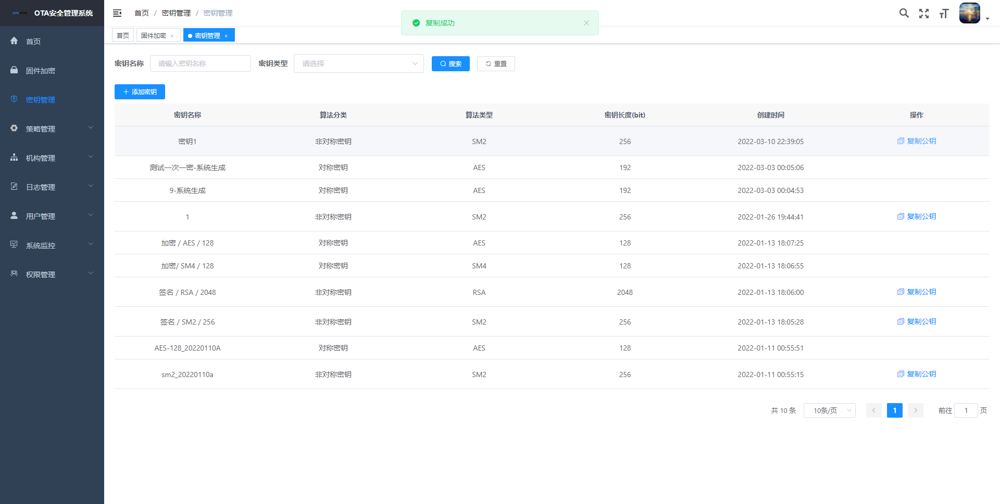 OTA安全管理系统
首页 / 密钥管理 / 密钥管理
复制成功
首页
固件加密 ×
密钥管理 ×
首页
固件加密
密钥管理
策略管理
机构管理
日志管理
用户管理
系统监控
权限管理
密钥名称 请输入密钥名称 密钥类型 请选择 搜索 重置
添加密钥
密钥名称 算法分类 算法类型 密钥长度(bit) 创建时间 操作
密钥1 非对称密钥 SM2 256 2022-03-10 22:39:05 复制公钥
测试一次一密-系统生成 对称密钥 AES 192 2022-03-03 00:05:06
9-系统生成 对称密钥 AES 192 2022-03-03 00:04:53
1 非对称密钥 SM2 256 2022-01-26 19:44:41 复制公钥
加密 / AES / 128 对称密钥 AES 128 2022-01-13 18:07:25
加密/ SM4 / 128 对称密钥 SM4 128 2022-01-13 18:06:55
签名 / RSA / 2048 非对称密钥 RSA 2048 2022-01-13 18:06:00 复制公钥
签名 / SM2 / 256 非对称密钥 SM2 256 2022-01-13 18:05:28 复制公钥
AES-128_20220110A 对称密钥 AES 128 2022-01-11 00:55:51
sm2_20220110a 非对称密钥 SM2 256 2022-01-11 00:55:15 复制公钥
共 10 条 10条/页 1 前往 1 页